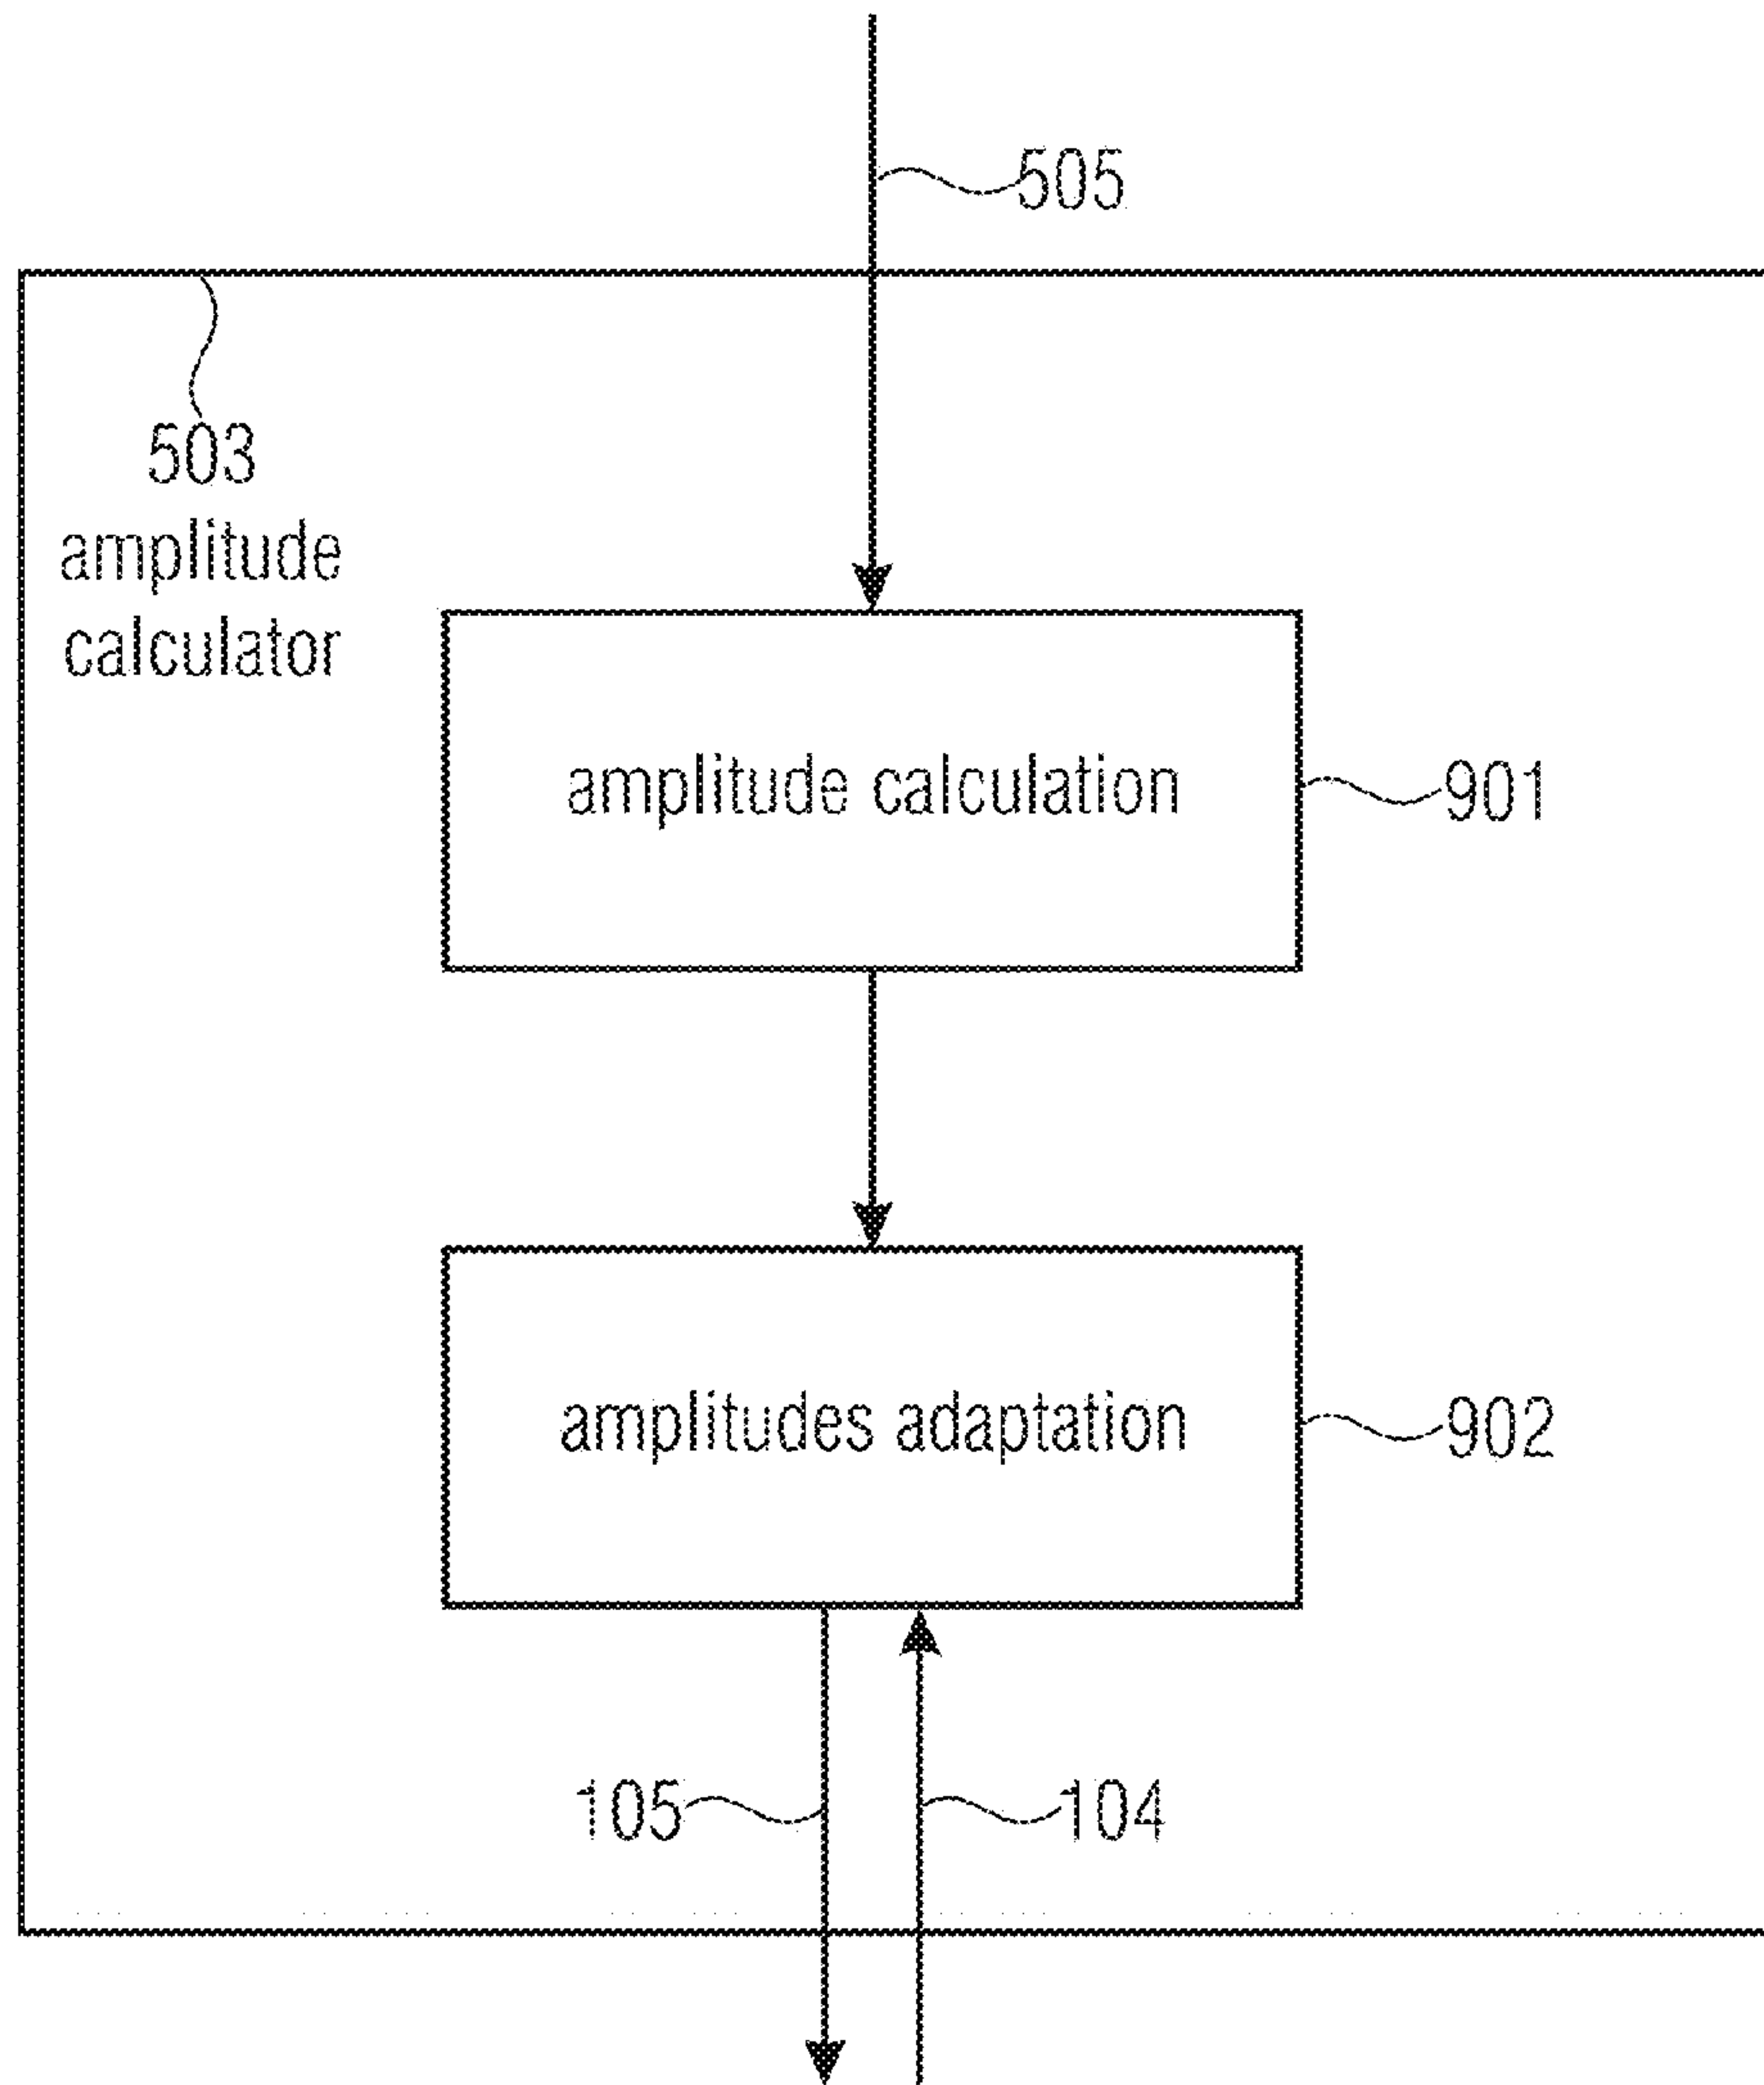 505
503
amplitude
calculator
amplitude calculation
901
amplitudes adaptation
902
105
104